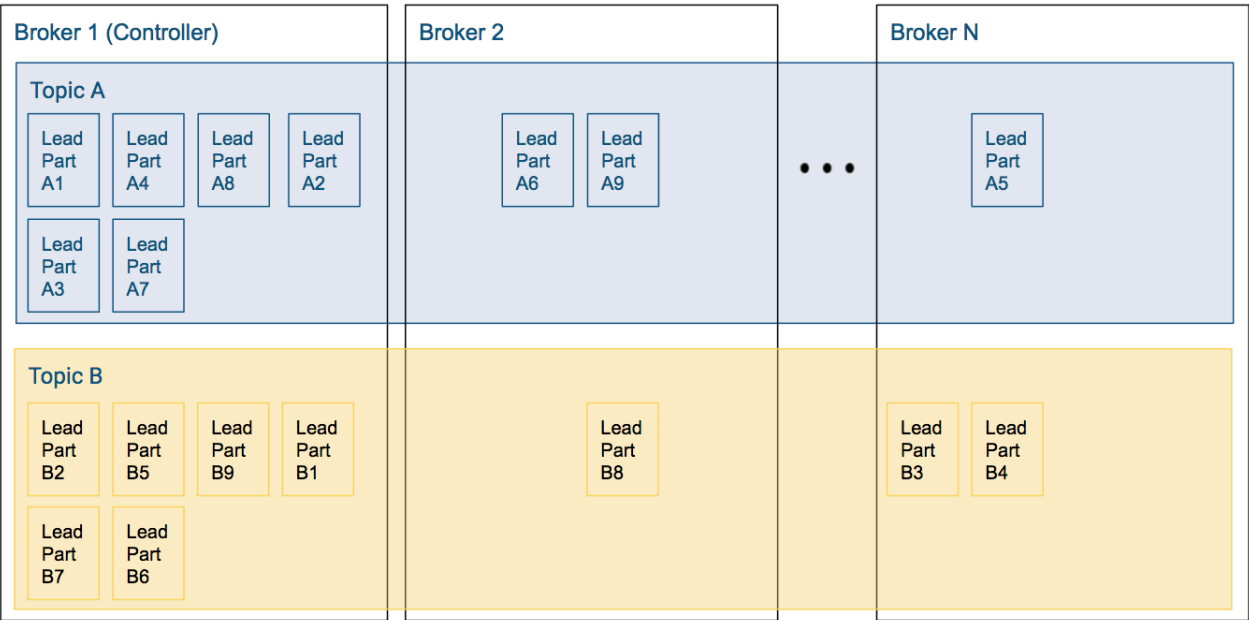 Broker 1 (Controller)
Broker 2
Broker N
Topic A
Lead
Part
A1
Lead
Part
A4
Lead
Part
A8
Lead
Part
A2
Lead
Part
A6
Lead
Part
A9
Lead
Part
A5
Lead
Part
A3
Lead
Part
A7
Topic B
Lead
Part
B2
Lead
Part
B5
Lead
Part
B9
Lead
Part
B1
Lead
Part
B8
Lead
Part
B3
Lead
Part
B4
Lead
Part
B7
Lead
Part
B6